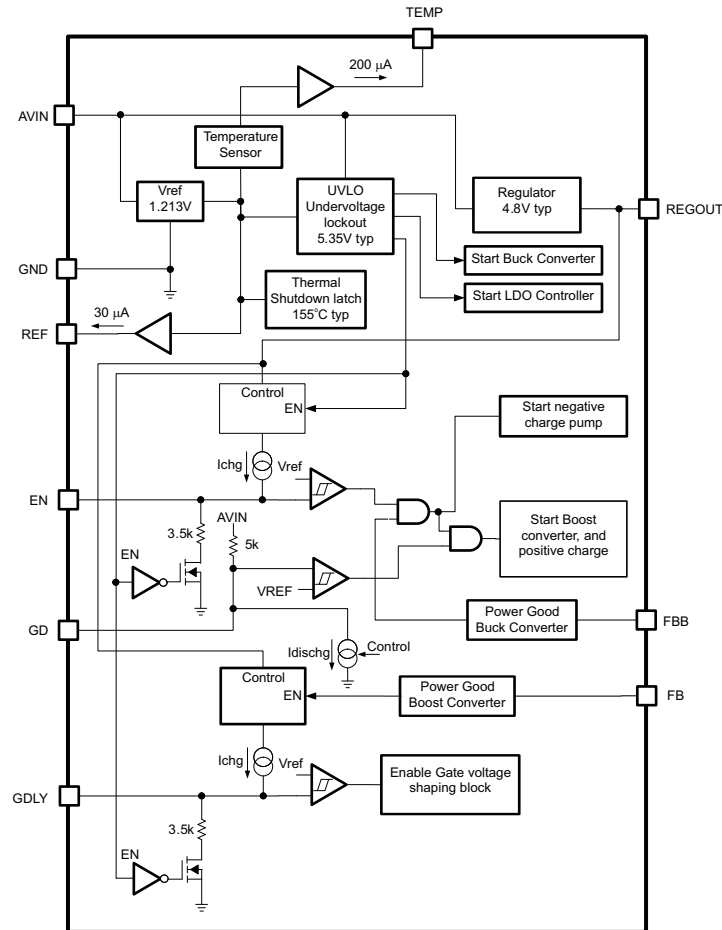 TEMP
200 µA
AVIN
Temperature
Sensor
Vref
1.213V
UVLO
Undervoltage
lockout
5.35V typ
Regulator
4.8V typ
REGOUT
Start Buck Converter
GND
Thermal
Shutdown latch
155°C typ
Start LDO Controller
30 µA
REF
Control
EN
Start negative
charge pump
Ichg
Vref
EN
AVIN
3.5k
5k
Start Boost
converter, and
positive charge
EN
VREF
GD
Power Good
Buck Converter
FBB
Idischg
Control
Control
EN
Power Good
Boost Converter
FB
Ichg
Vref
Enable Gate voltage
shaping block
GDLY
3.5k
EN